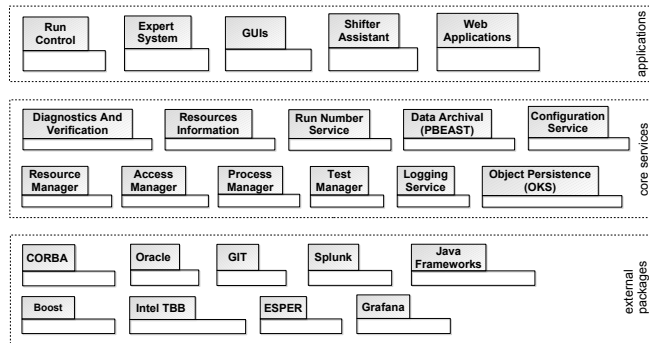 Run
Control
Expert
System
GUIs
Shifter
Assistant
Web
Applications
applications
Diagnostics And
Verification
Resources
Information
Run Number
Service
Data Archival
(PBEAST)
Configuration
Service
Resource
Manager
Access
Manager
Process
Manager
Test
Manager
Logging
Service
Object Persistence
(OKS)
core services
CORBA
Oracle
GIT
Splunk
Java
Frameworks
Boost
Intel TBB
ESPER
Grafana
external
packages